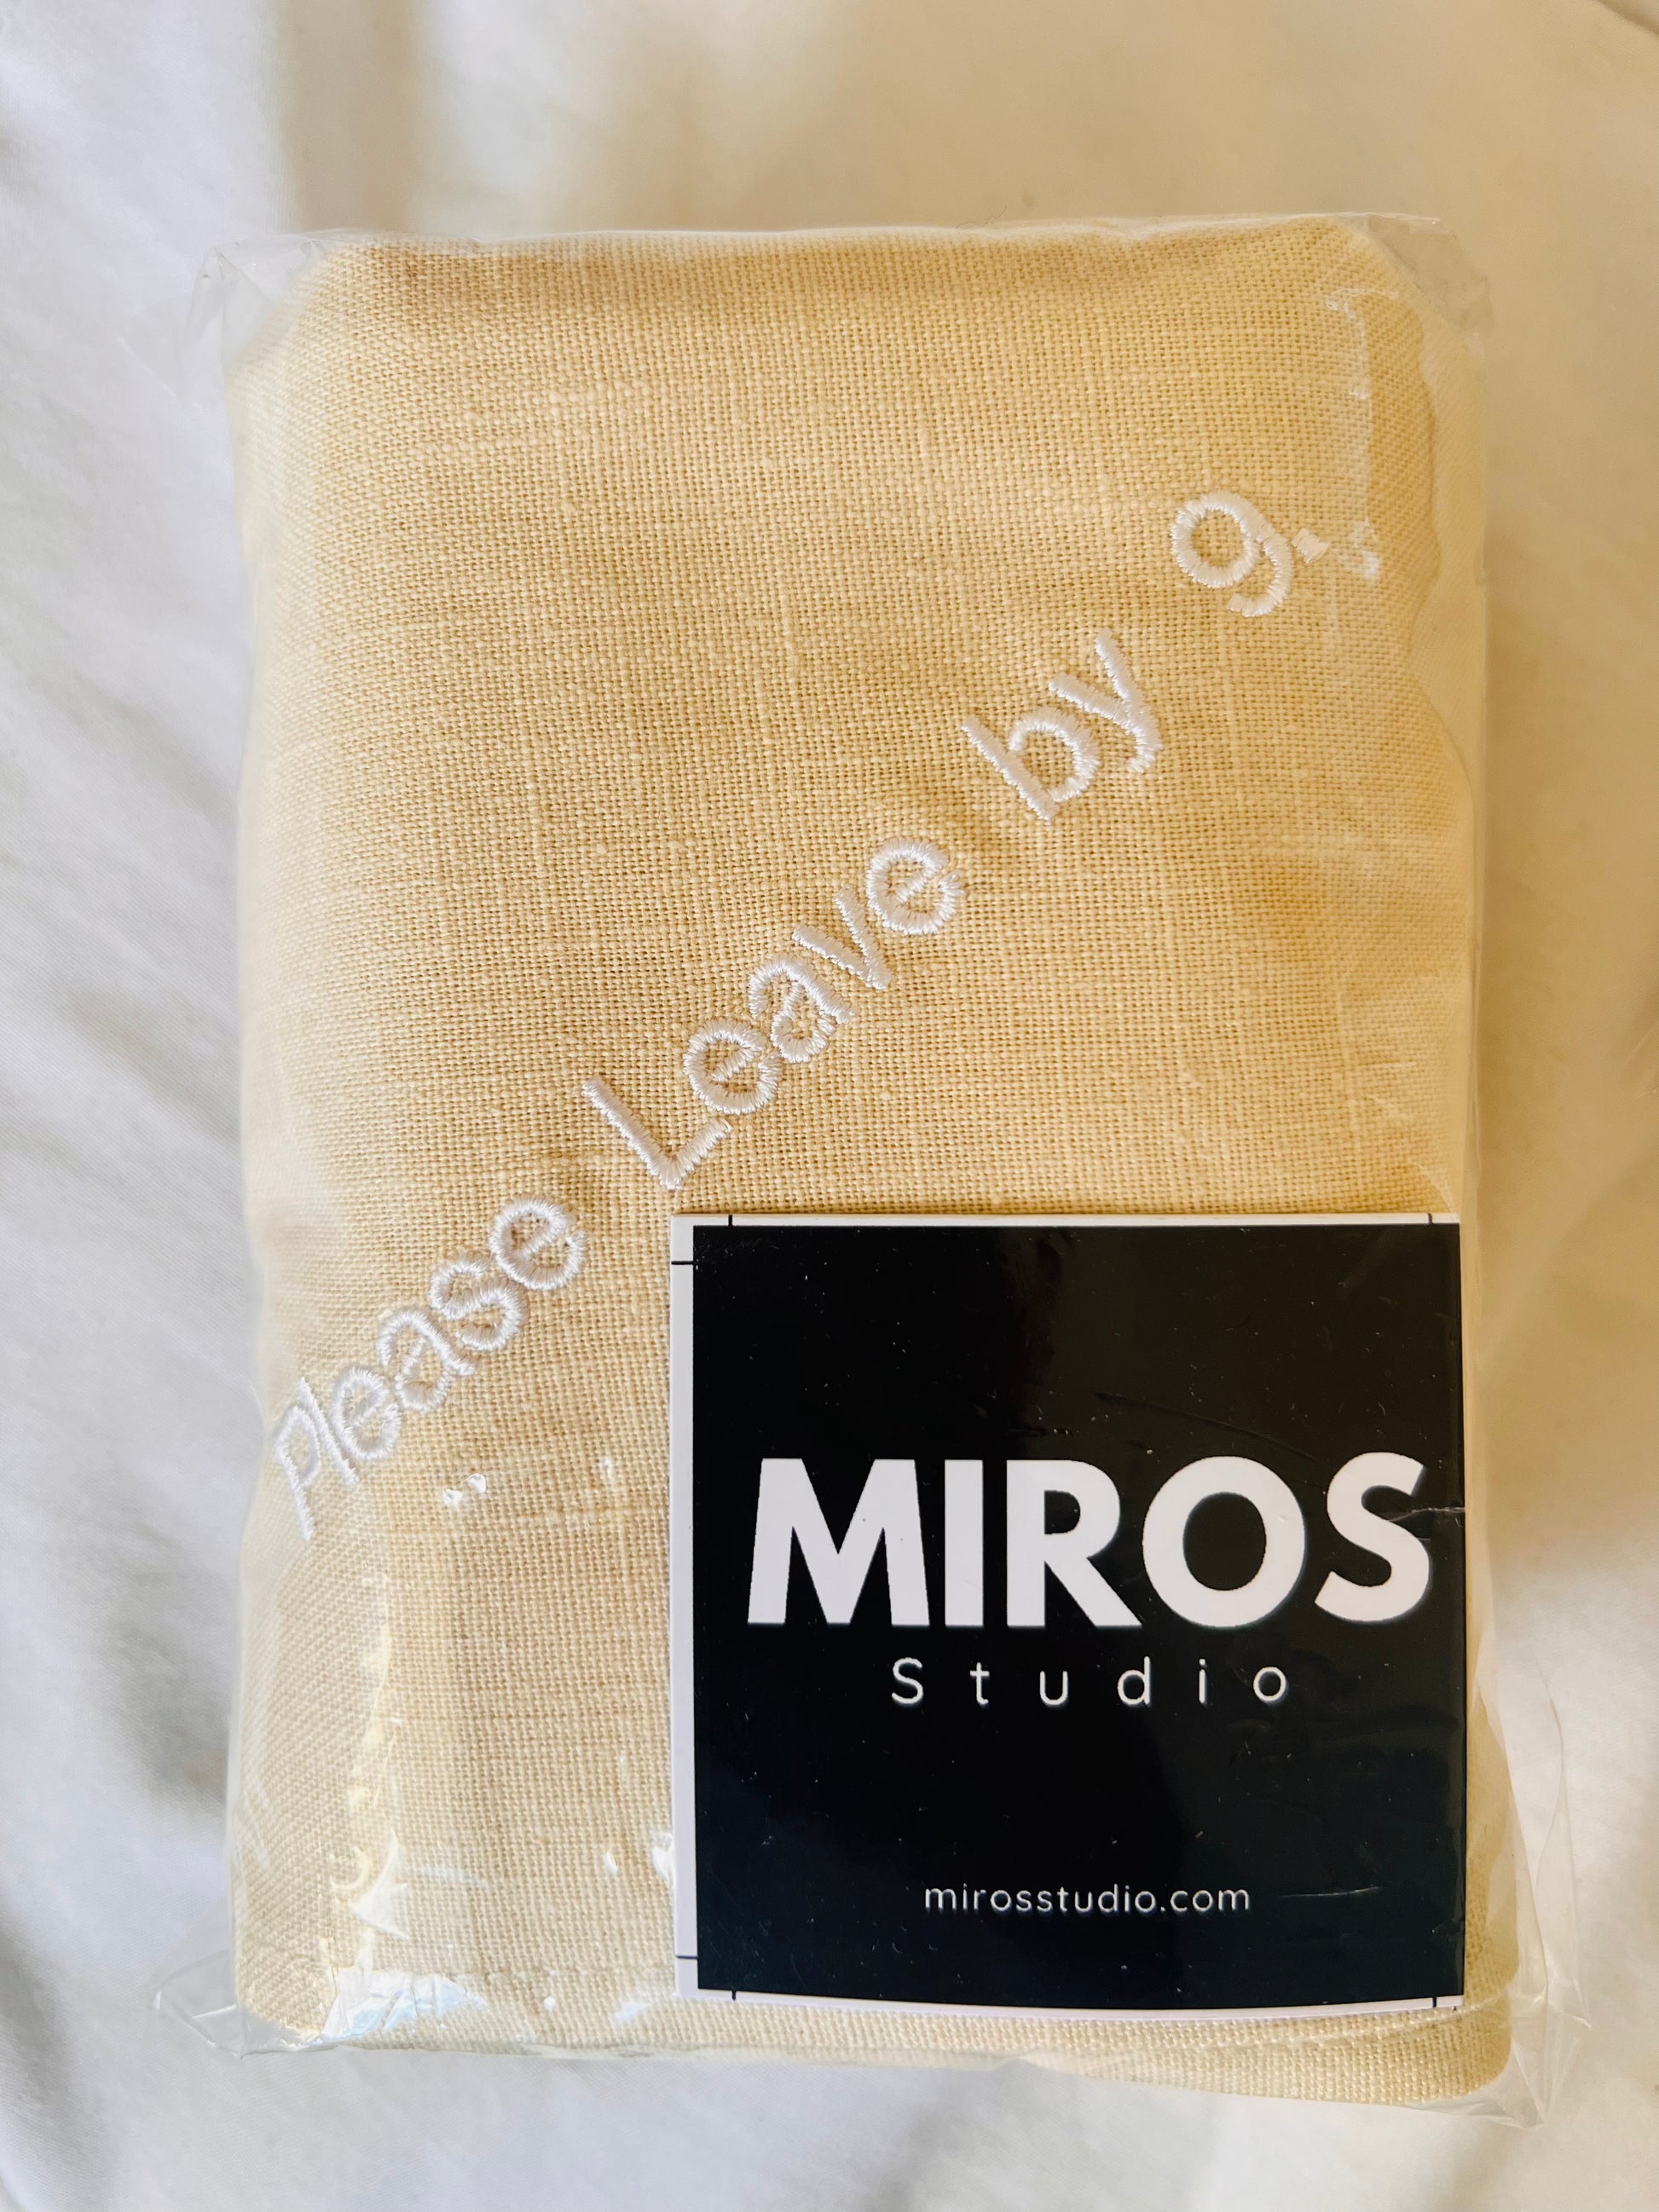 Please Leave by 9.
MIROS
Studio
mirosstudio.com